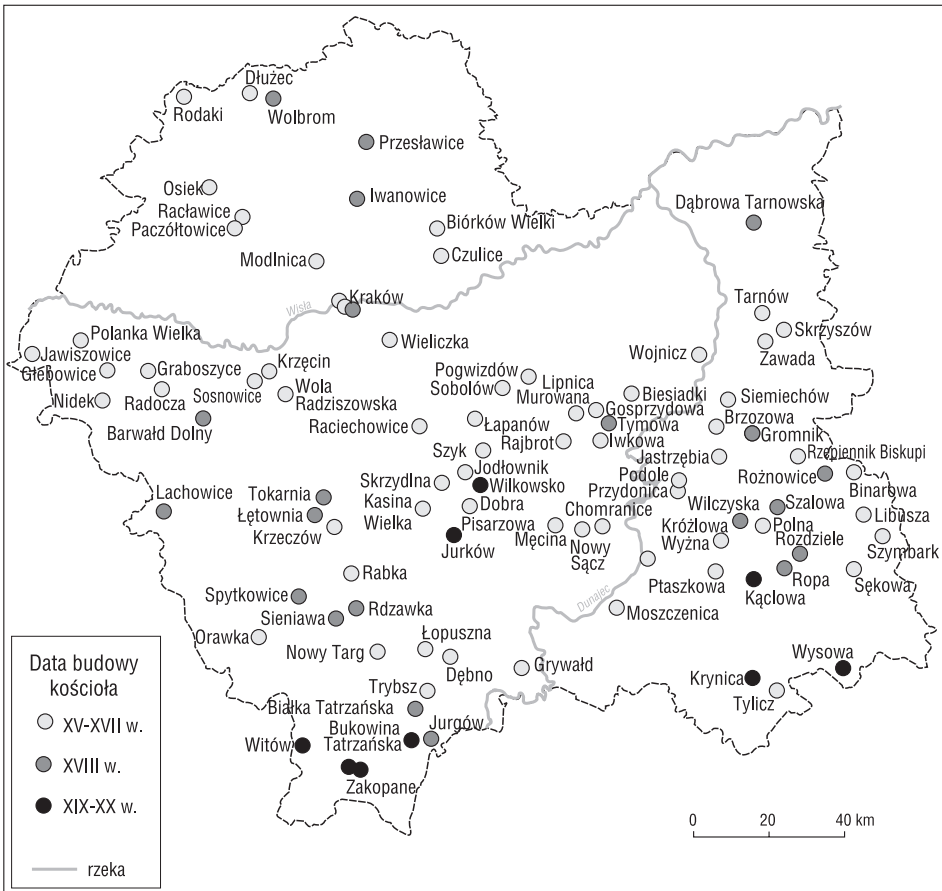 Dłużec
Rodaki
Wolbrom
Przesławice
Osiek
Iwanowice
Racławice
Paczółtowice
Biórków Wielki
Dąbrowa Tarnowska
Modlnica
Czulice
Wisła
Kraków
Tarnów
Polanka Wielka
Wieliczka
Skrzyszów
Jawiszowice
Wojnicz
Zawada
Głębowice
Graboszyce
Krzęcin
Pogwizdów
Nidek
Radocza
Sosnowice
Wola
Radziszowska
Sobolów
Lipnica
Murowana
Biesiadki
Siemiechów
Gosprzydowa
Brzozowa
Barwałd Dolny
Raciechowice
Łapanów
Tymowa
Gromnik
Rajbrot
Iwkowa
Szyk
Jastrzębia
Rzepiennik Biskupi
Jodłownik
Podole
Rożnowice
Skrzydlna
Wilkowsko
Przydonica
Binarowa
Lachowice
Tokarnia
Kasina
Wielka
Dobra
Chomranice
Wilczyska
Szalowa
Łętownia
Pisarzowa
Króżlowa
Wyżna
Polna
Libusza
Krzeczów
Męcina
Nowy
Sącz
Rozdziele
Szymbark
Jurków
Rabka
Ptaszkowa
Ropa
Sękowa
Kąclowa
Spytkowice
Rdzawka
Dunajec
Moszczenica
Sieniawa
Orawka
Łopuszna
Nowy Targ
Dębno
Grywałd
Wysowa
Krynica
Trybsz
Tylicz
Białka Tatrzańska
Bukowina
Tatrzańska
Jurgów
Witów
Zakopane
Data budowy
kościoła
XV-XVII w.
XVIII w.
XIX-XX w.
rzeka
0 20 40 km